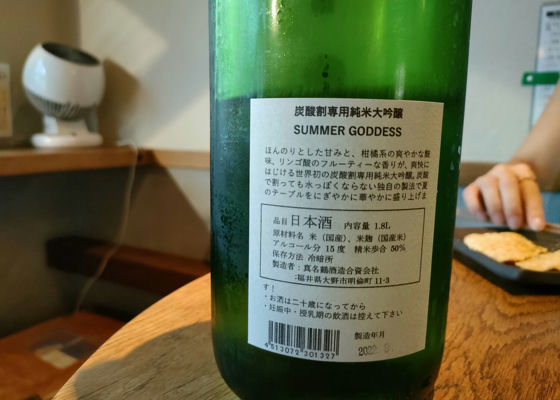 炭酸割専用純米大吟醸
SUMMER GODDESS
ほんのりとした甘みと、柑橘系の爽やかな酸
味、リンゴ酸のフルーティーな香りが、爽快に
はじける世界初の炭酸割専用純米大吟醸。炭酸
で割っても水っぽくならない独自の製法で夏
のテーブルをにぎやかに華やかに盛り上げま
品目 日本酒 内容量 1.8L
原材料名 米（国産）、米麹（国産米）
アルコール分 15度 精米歩合 50%
保存方法 冷暗所
製造者：真名鶴酒造合資会社
：福井県大野市明倫町 11-3
す！
・お酒は二十歳になってから
・妊娠中・授乳期の飲酒は控えて下さい
製造年月
4513072 301327